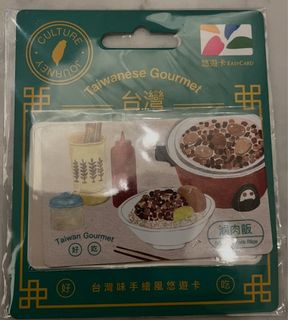 CULTURE
JOURNEY
悠遊卡 EASYCARD
Taiwanese Gourmet
台灣
滷肉飯
Taiwan Gourmet
好 吃
好
台灣味手繪風悠遊卡
吃